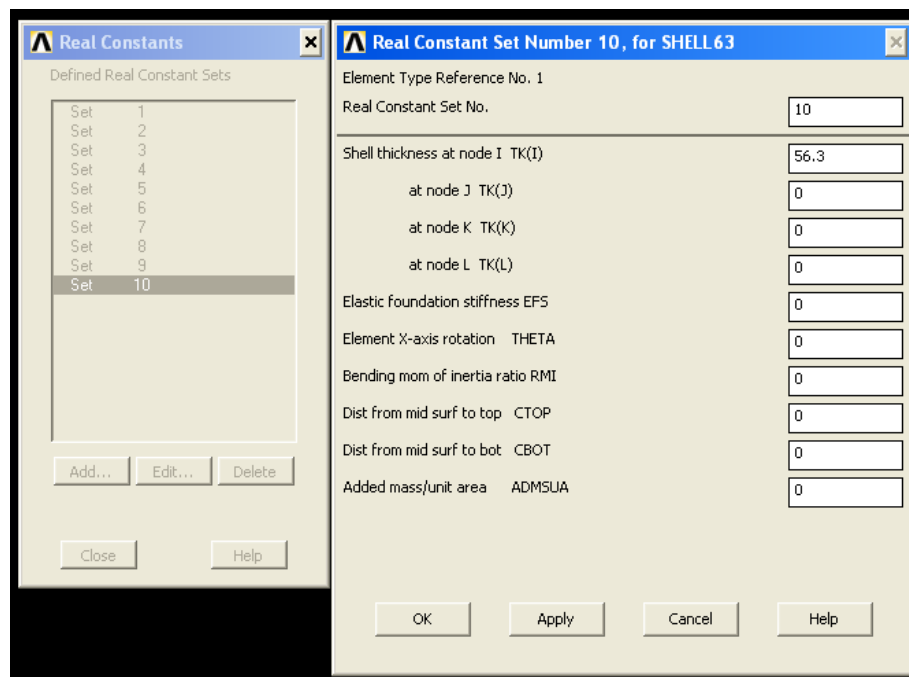 Real Constants
Defined Real Constant Sets
Set 1
Set 2
Set 3
Set 4
Set 5
Set 6
Set 7
Set 8
Set 9
Set 10
Add... Edit... Delete
Close Help
Real Constant Set Number 10, for SHELL63
Element Type Reference No. 1
Real Constant Set No. 10
Shell thickness at node I TK(I) 56.3
at node J TK(J) 0
at node K TK(K) 0
at node L TK(L) 0
Elastic foundation stiffness EFS 0
Element X-axis rotation THETA 0
Bending mom of inertia ratio RMI 0
Dist from mid surf to top CTOP 0
Dist from mid surf to bot CBOT 0
Added mass/unit area ADMSUA 0
OK Apply Cancel Help